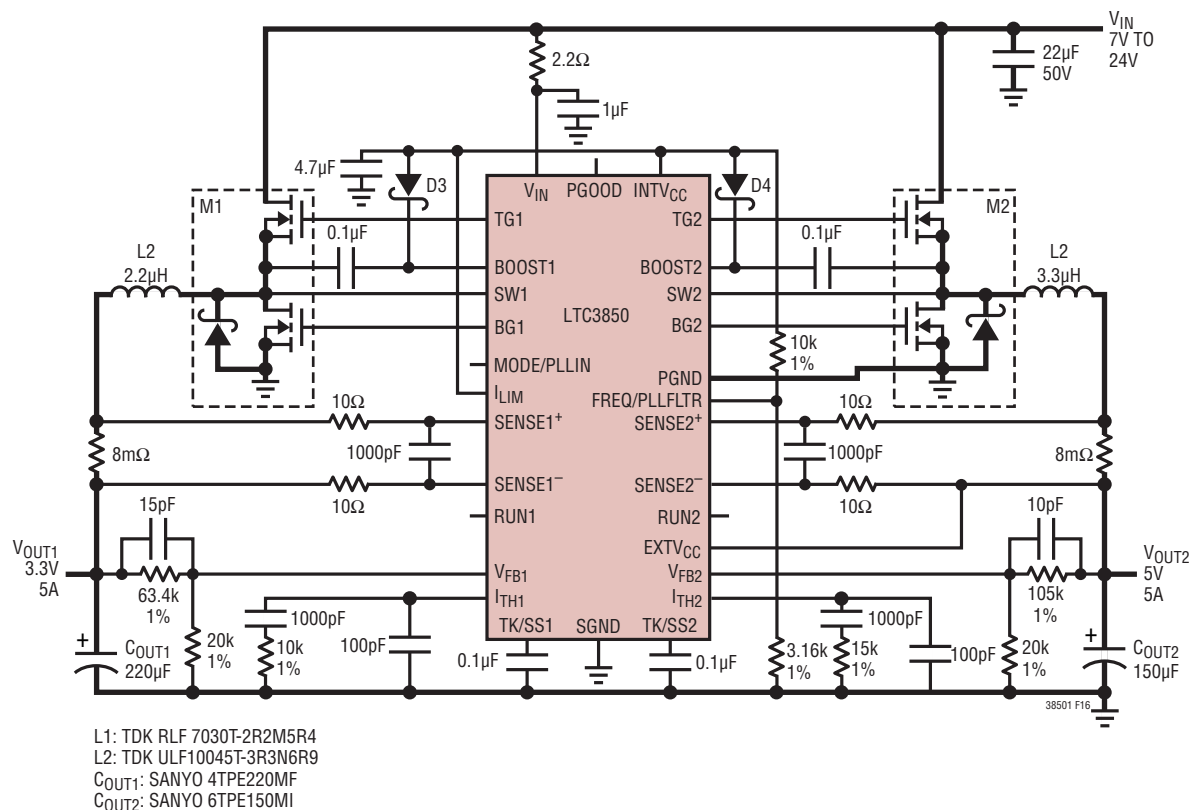 VIN
7V TO
24V
22µF
50V
2.2Ω
1µF
4.7µF
D3
D4
VIN
PGOOD
INTVCC
M1
M2
TG1
TG2
0.1µF
0.1µF
L2
2.2µH
L2
3.3µH
BOOST1
BOOST2
SW1
SW2
LTC3850
BG1
BG2
10k
1%
MODE/PLLIN
PGND
ILIM
FREQ/PLLFLTR
10Ω
10Ω
SENSE1+
SENSE2+
8mΩ
1000pF
1000pF
8mΩ
SENSE1–
SENSE2–
10Ω
10Ω
15pF
10pF
RUN1
RUN2
EXTVCC
VOUT1
3.3V
5A
VOUT2
5V
5A
VFB1
VFB2
63.4k
1%
105k
1%
ITH1
ITH2
1000pF
1000pF
TK/SS1
SGND
TK/SS2
+
COUT1
220µF
20k
1%
10k
1%
100pF
0.1µF
0.1µF
3.16k
1%
15k
1%
100pF
20k
1%
+
COUT2
150µF
38501 F16
L1: TDK RLF 7030T-2R2M5R4
L2: TDK ULF10045T-3R3N6R9
COUT1: SANYO 4TPE220MF
COUT2: SANYO 6TPE150MI